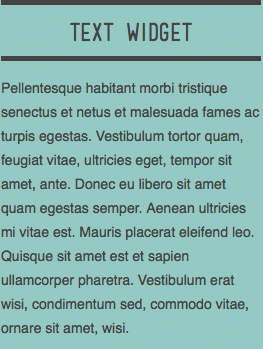 TEXT WIDGET
Pellentesque habitant morbi tristique
senectus et netus et malesuada fames ac
turpis egestas. Vestibulum tortor quam,
feugiat vitae, ultricies eget, tempor sit
amet, ante. Donec eu libero sit amet
quam egestas semper. Aenean ultricies
mi vitae est. Mauris placerat eleifend leo.
Quisque sit amet est et sapien
ullamcorper pharetra. Vestibulum erat
wisi, condimentum sed, commodo vitae,
ornare sit amet, wisi.